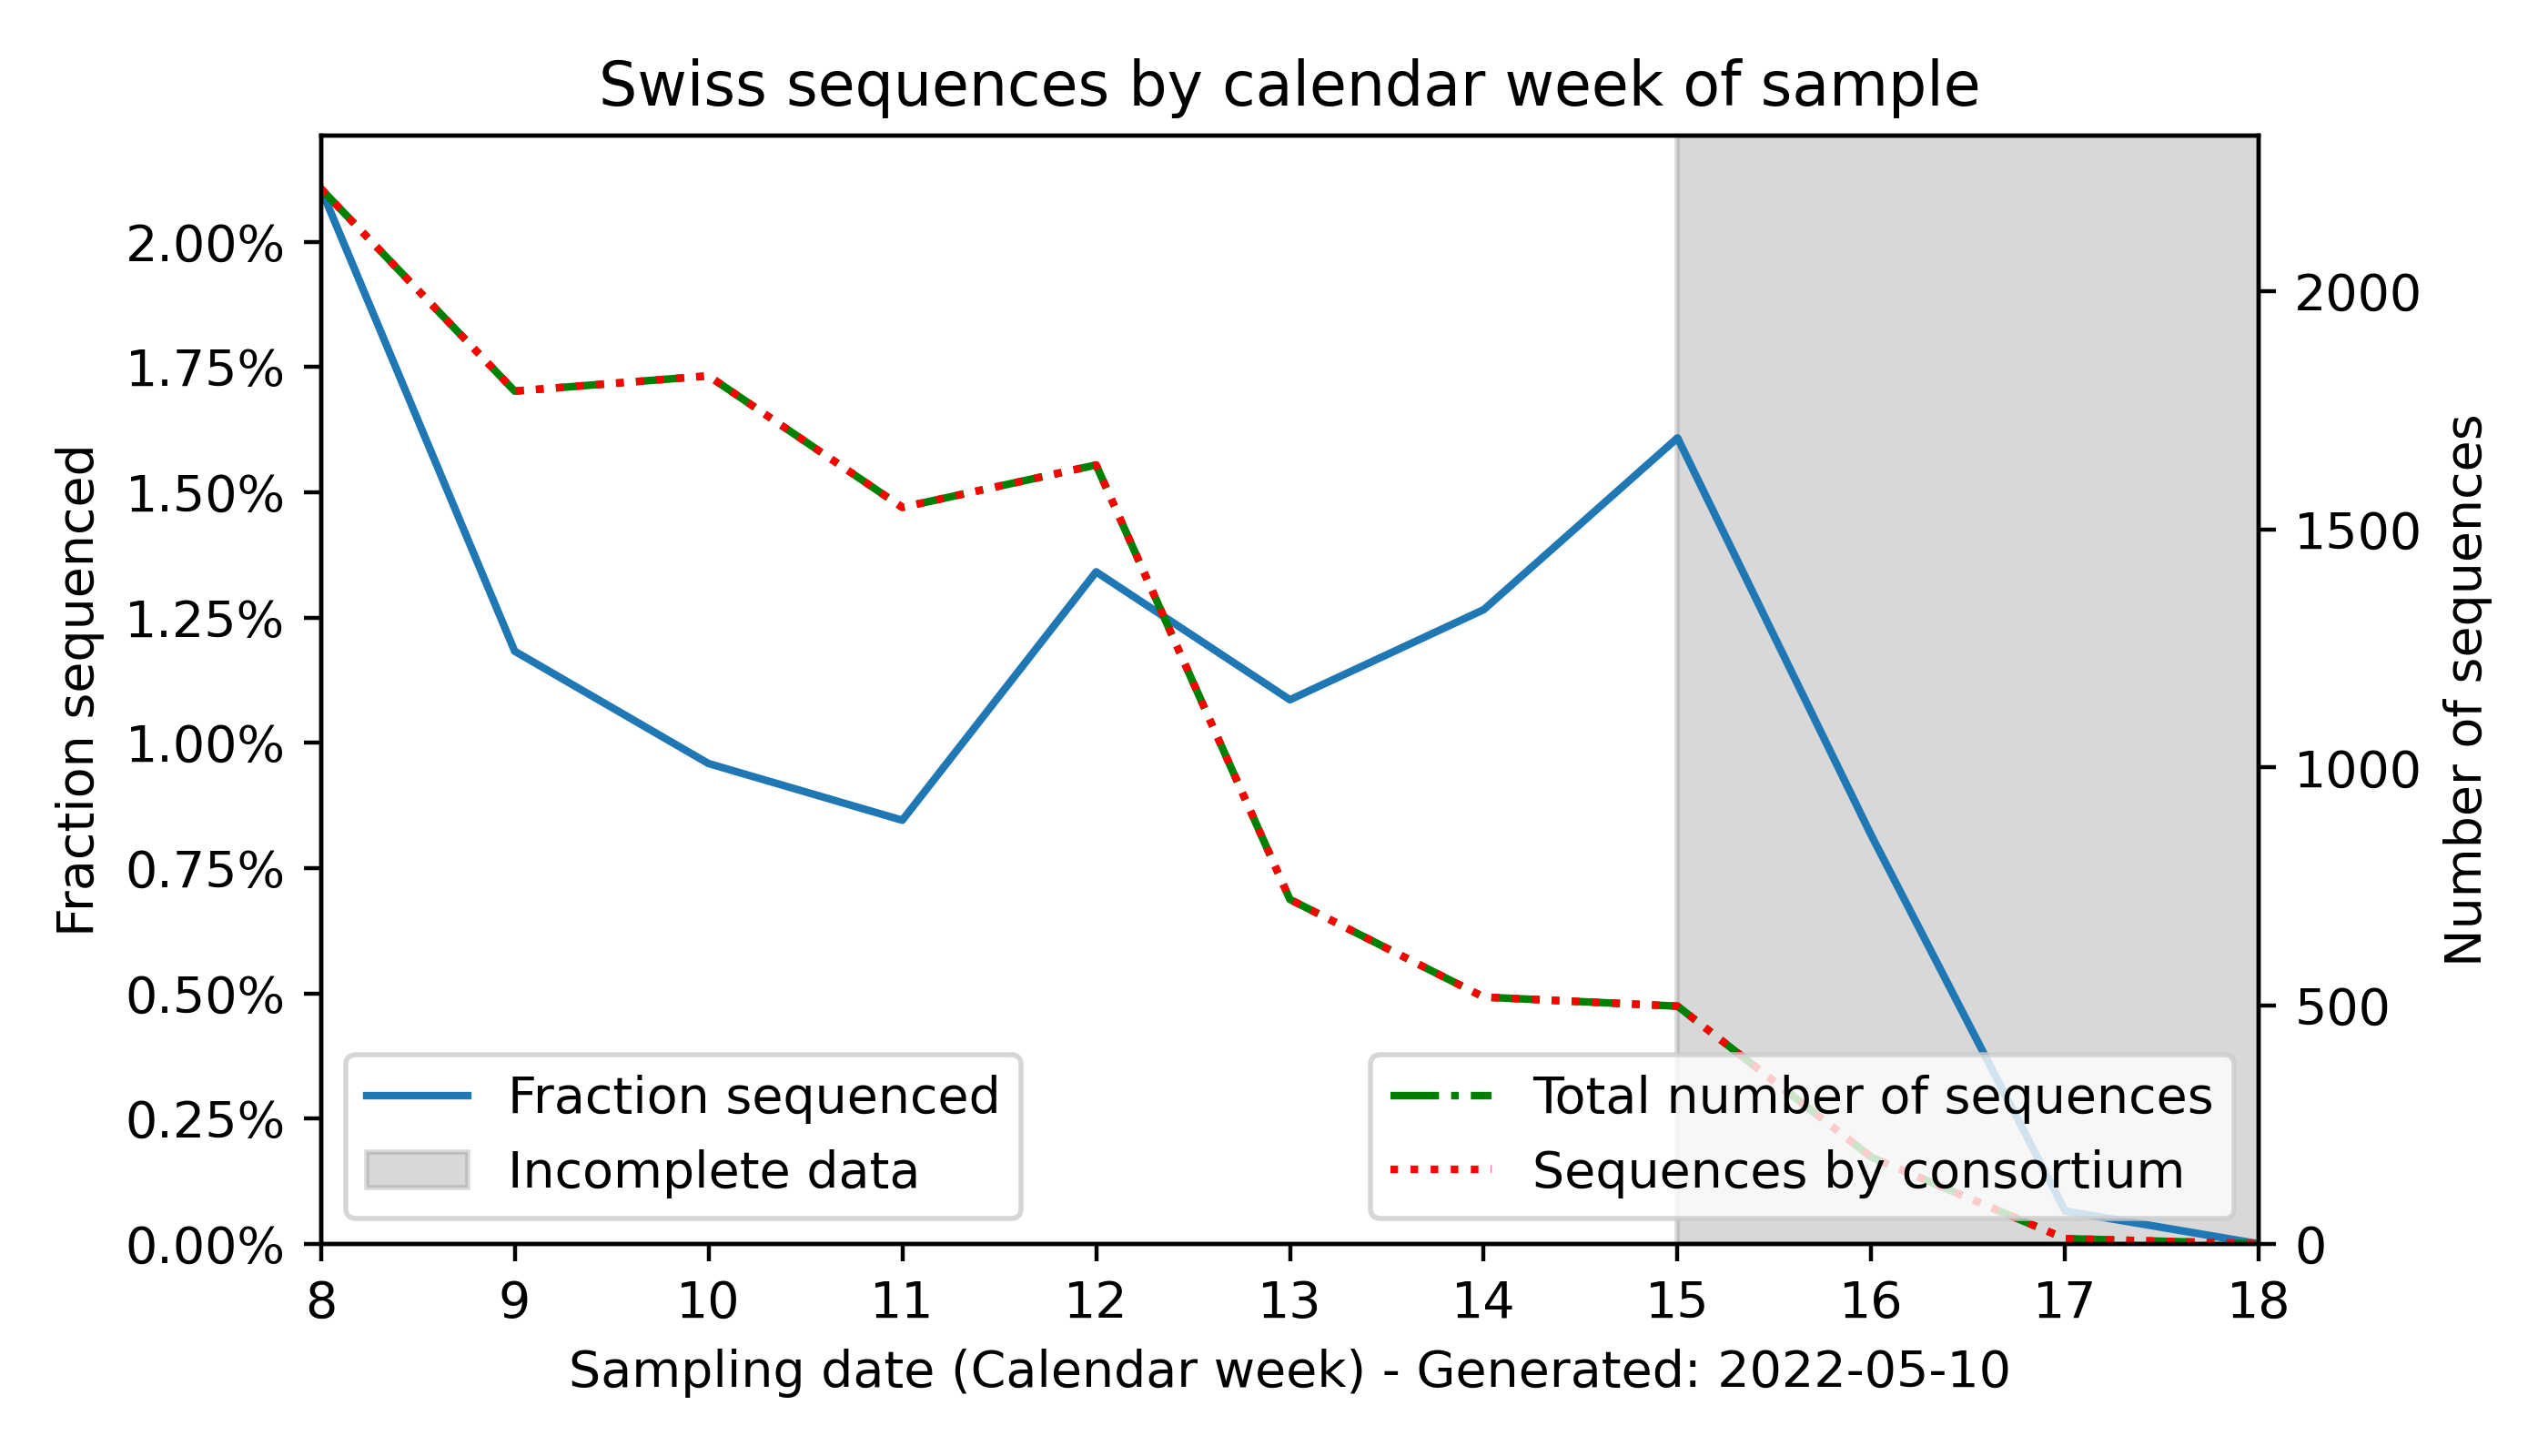 Swiss sequences by calendar week of sample
Fraction sequenced
2.00%
1.75%
1.50%
1.25%
1.00%
0.75%
0.50%
0.25%
0.00%
2000
1500
1000
500
0
Number of sequences
Fraction sequenced
Incomplete data
Total number of sequences
Sequences by consortium
8 9 10 11 12 13 14 15 16 17 18
Sampling date (Calendar week) - Generated: 2022-05-10